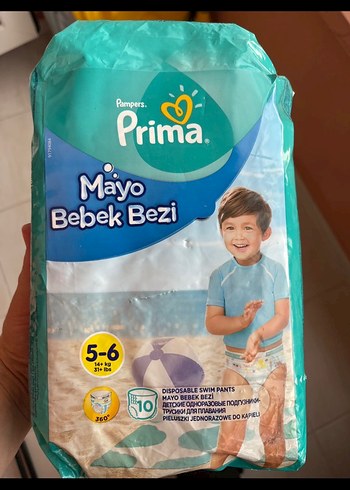 Pampers.
Prima
Mayo
Bebek Bezi
5-6
14+ kg
31+ lbs
360°
10
DISPOSABLE SWIM PANTS
MAYO BEBEK BEZİ
ДЕТСКИЕ ОДНОРАЗОВЫЕ ПОДГУЗНИКИ-
ТРУСИКИ ДЛЯ ПЛАВАНИЯ
PIELUSZKI JEDNORAZOWE DO KĄPIELI